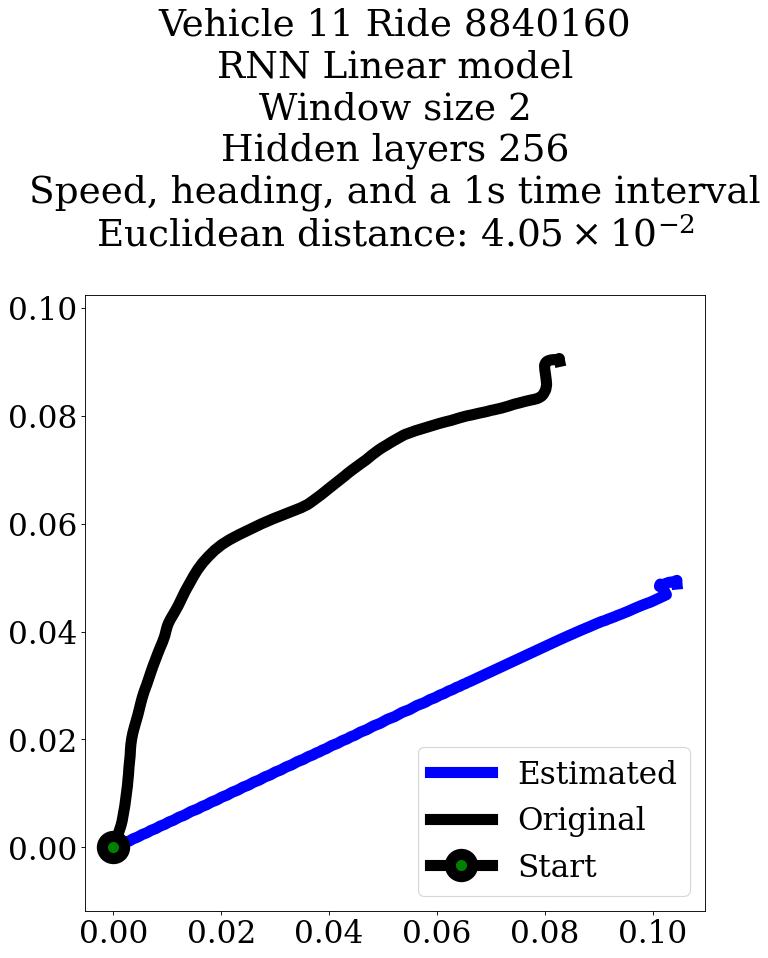 Vehicle 11 Ride 8840160
RNN Linear model
Window size 2
Hidden layers 256
Speed, heading, and a 1s time interval
Euclidean distance: 4.05 × 10⁻²
0.10
0.08
0.06
0.04
0.02
0.00
Estimated
Original
Start
0.00 0.02 0.04 0.06 0.08 0.10